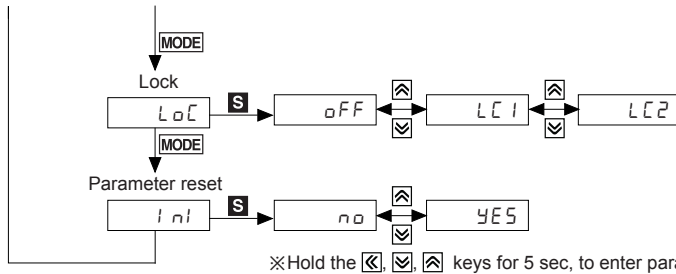 MODE
Lock
LoC S oFF LC1 LC2
MODE
Parameter reset
InI S no YES
※Hold the keys for 5 sec, to enter